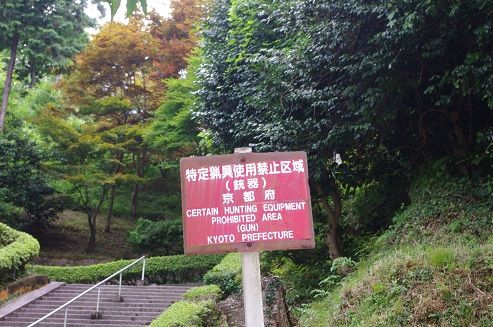 特定猟具使用禁止区域
(銃器)
京都府
CERTAIN HUNTING EQUIPMENT
PROHIBITED AREA
(GUN)
KYOTO PREFECTURE